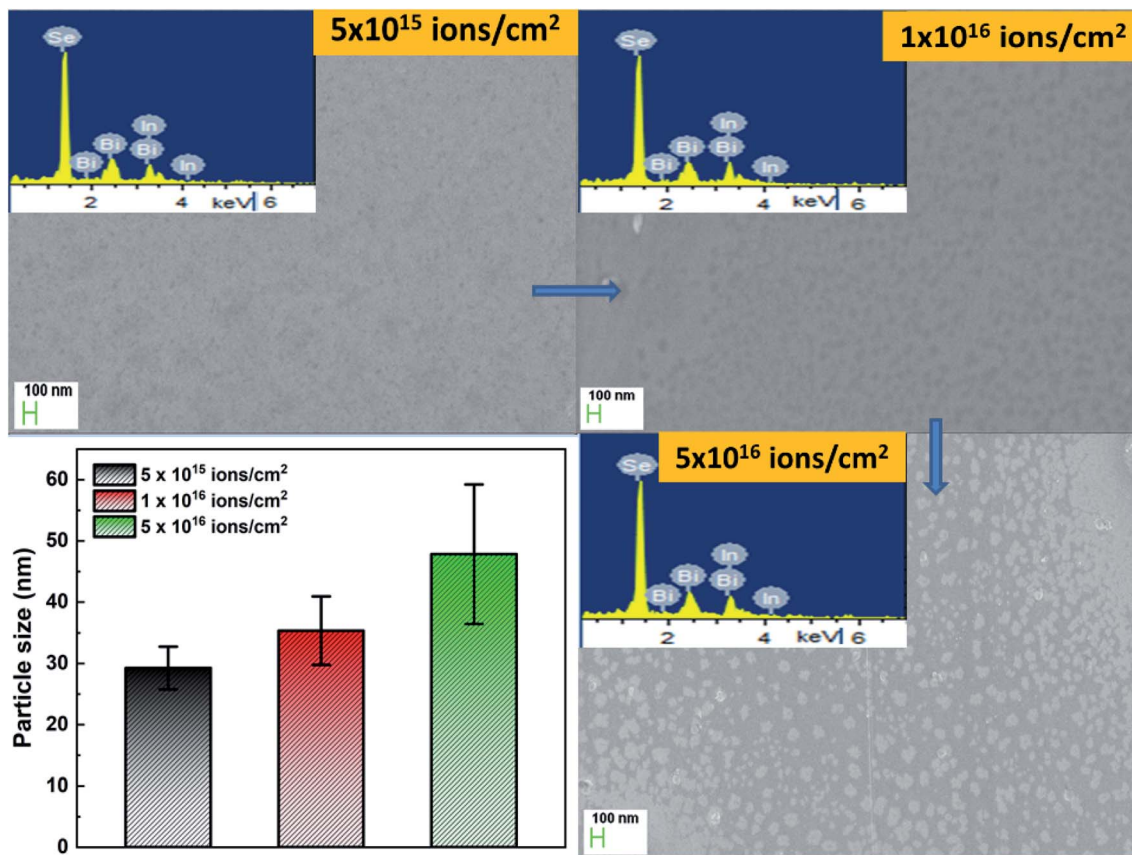 5x10¹⁵ ions/cm²
Se
Bi
Bi
In
Bi
In
2 4 keV 6
100 nm
1x10¹⁶ ions/cm²
Se
Bi
Bi
In
Bi
In
2 4 keV 6
100 nm
Particle size (nm)
60
50
40
30
20
10
0
5 x 10¹⁵ ions/cm²
1 x 10¹⁶ ions/cm²
5 x 10¹⁶ ions/cm²
5x10¹⁶ ions/cm²
Se
Bi
Bi
In
Bi
In
2 4 keV 6
100 nm